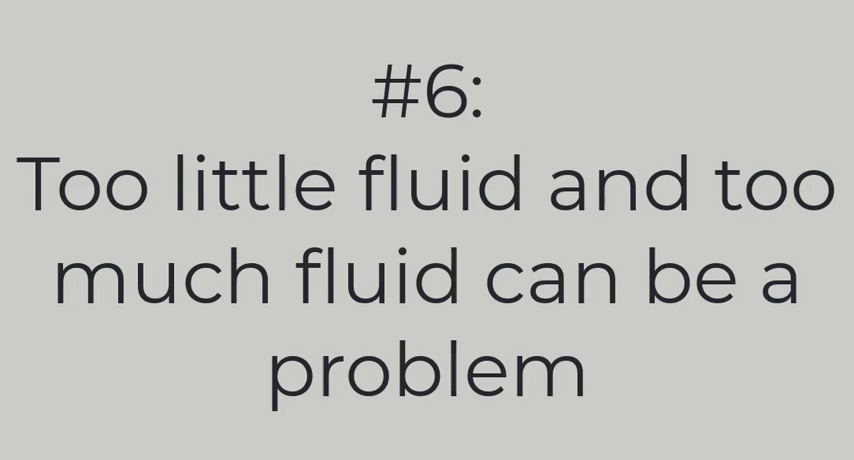 #6:
Too little fluid and too
much fluid can be a
problem